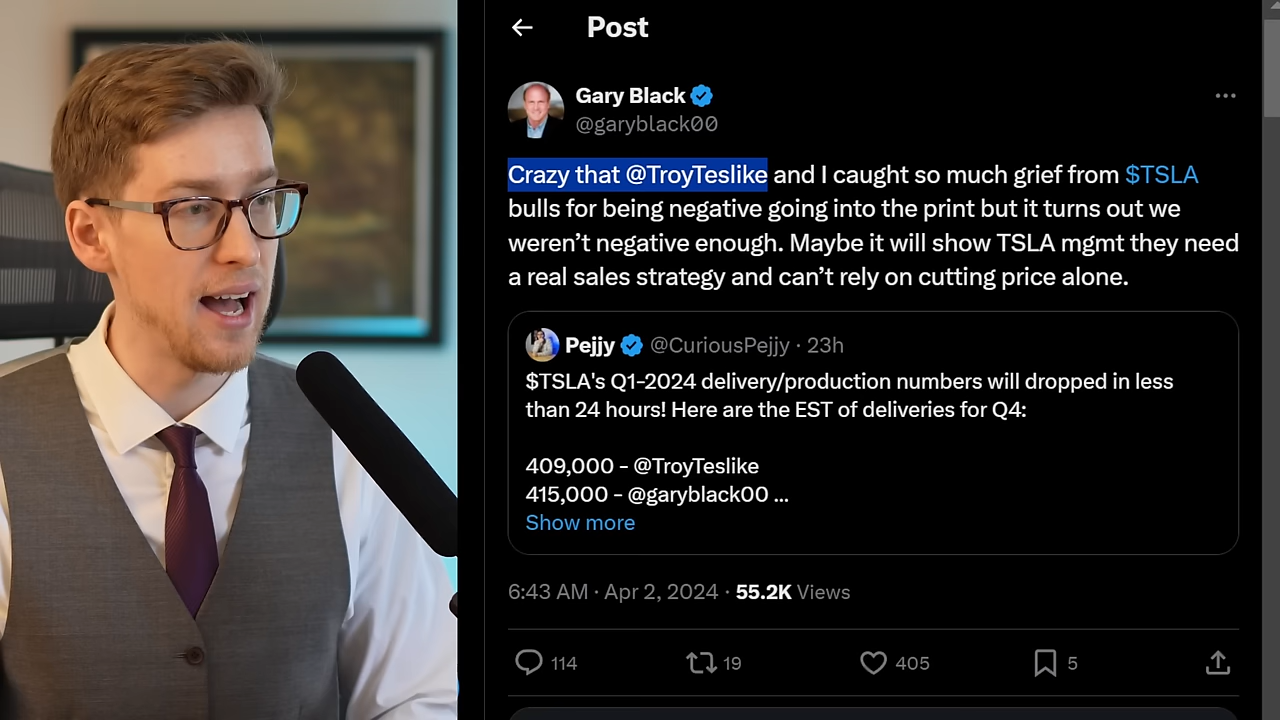 Post
Gary Black
@garyblack00
Crazy that @TroyTeslike and I caught so much grief from $TSLA
bulls for being negative going into the print but it turns out we
weren’t negative enough. Maybe it will show TSLA mgmt they need
a real sales strategy and can’t rely on cutting price alone.
Pejjy @CuriousPejjy · 23h
$TSLA's Q1-2024 delivery/production numbers will dropped in less
than 24 hours! Here are the EST of deliveries for Q4:
409,000 - @TroyTeslike
415,000 - @garyblack00 ...
Show more
6:43 AM · Apr 2, 2024 · 55.2K Views
114 19 405 5